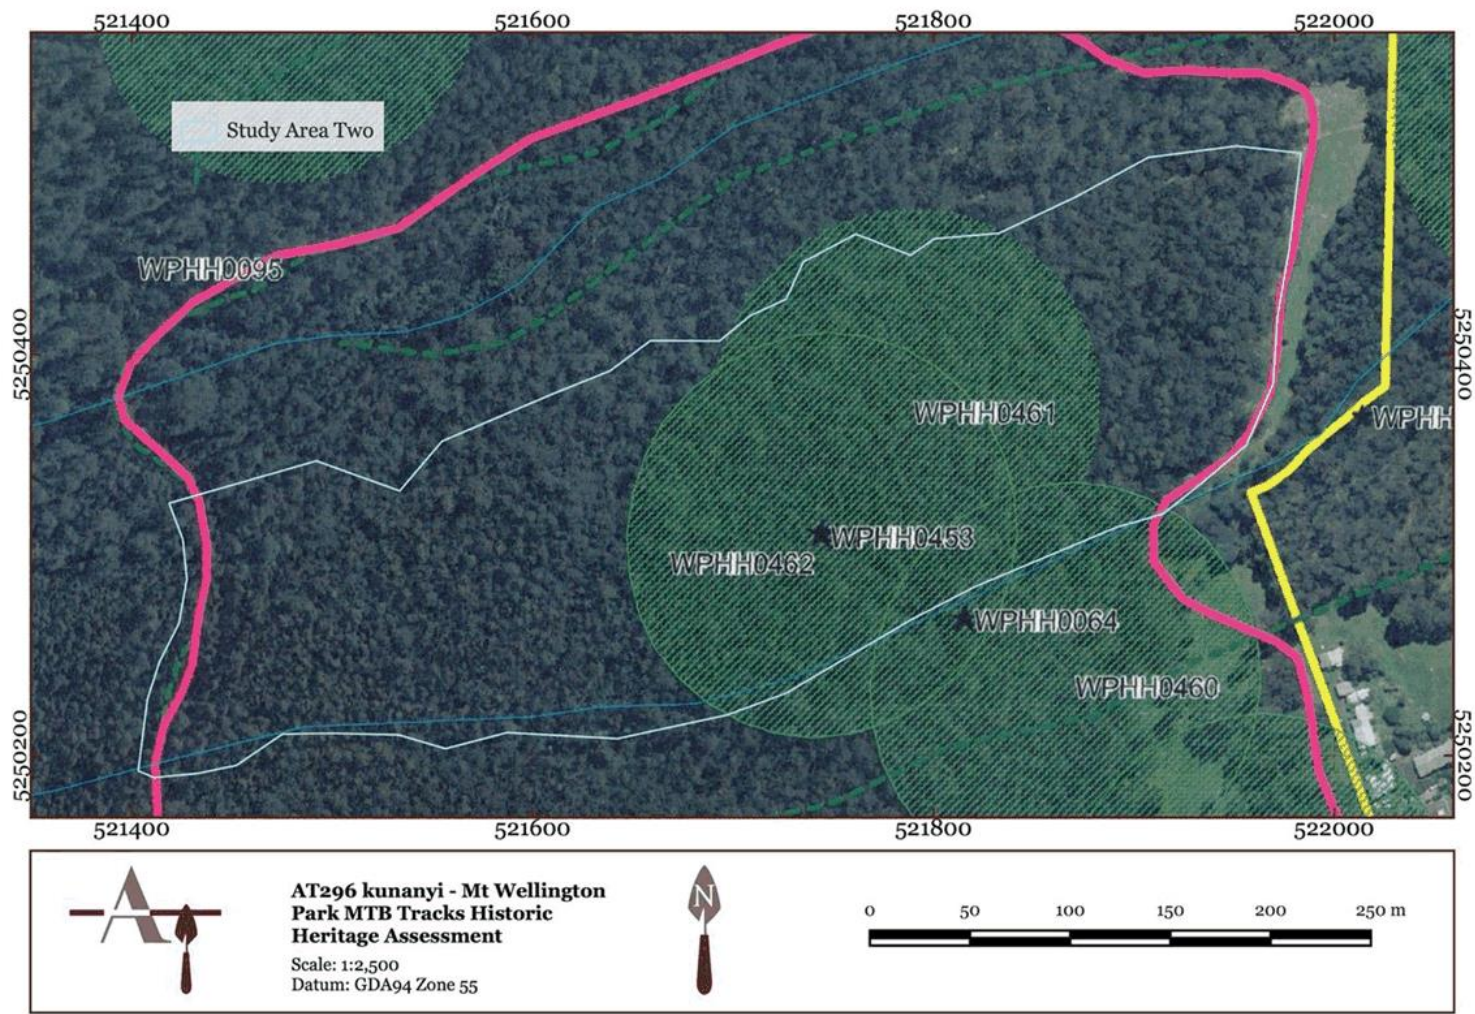 521400
521600
521800
522000
Study Area Two
WPHH0095
5250400
5250400
WPHH0461
WPHH
WPHH0453
WPHH0462
WPHH0064
WPHH0460
5250200
5250200
521400
521600
521800
522000
AT296 kunanyi - Mt Wellington
Park MTB Tracks Historic
Heritage Assessment
Scale: 1:2,500
Datum: GDA94 Zone 55
N
0 50 100 150 200 250 m